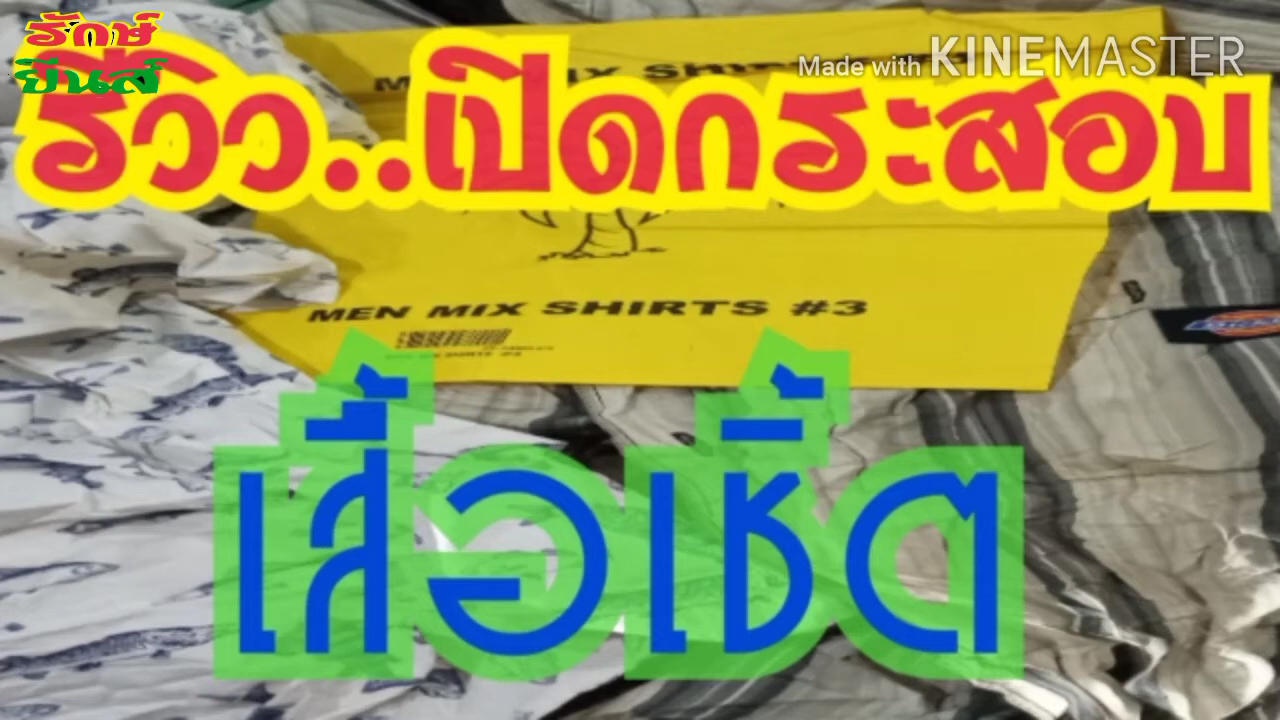 รักษ์
ยีนส์
Made with KINEMASTER
รีวิว..เปิดกระสอบ
MEN MIX SHIRTS #3
เสื้อเชิ้ต